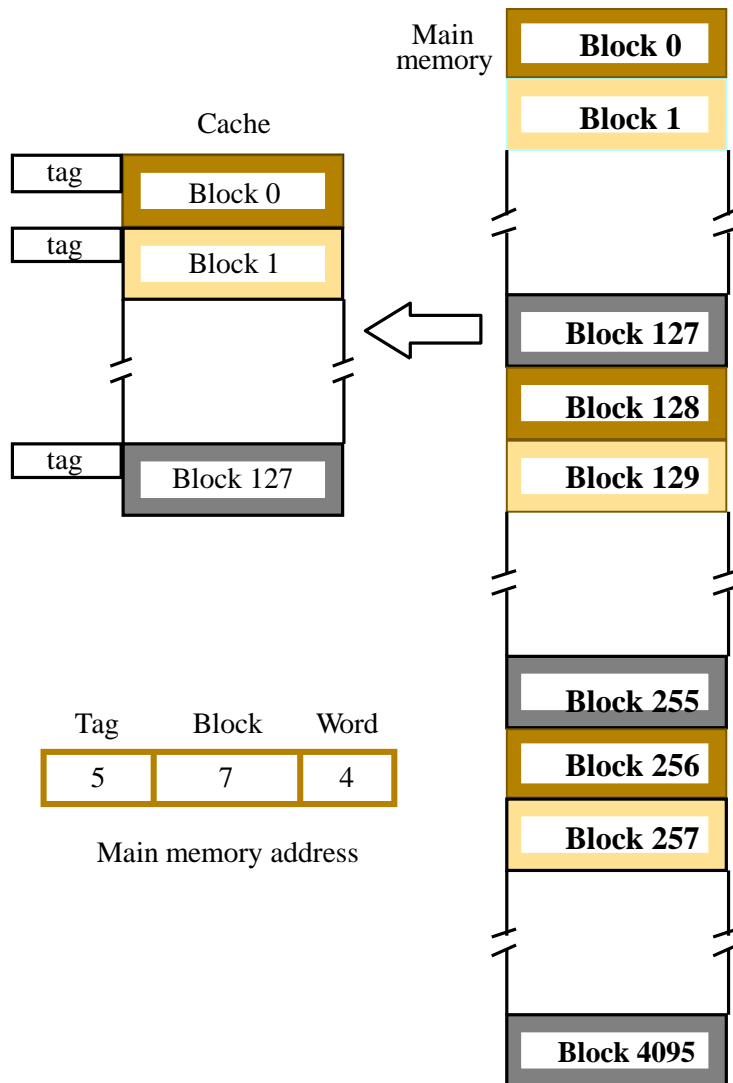 Main
memory
Block 0
Block 1
Block 127
Block 128
Block 129
Block 255
Block 256
Block 257
Block 4095
Cache
tag
Block 0
tag
Block 1
tag
Block 127
Tag Block Word
5 7 4
Main memory address